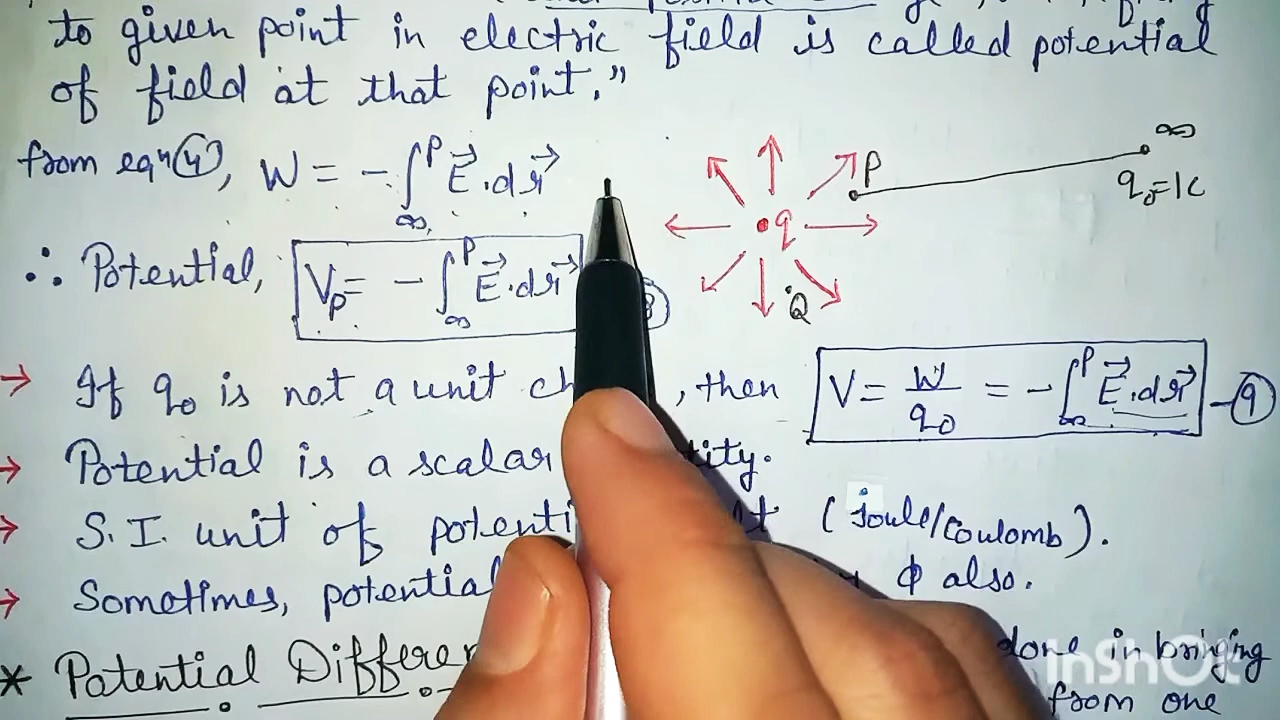 to given point in electric field is called potential
of field at that point."
from eqⁿ (4), W = - ∫_∞^P E⃗ . dr⃗
P ∞
q₀ = 1C
q
Q
∴ Potential, V_P = - ∫_∞^P E⃗ . dr⃗
→ If q₀ is not a unit , then V = W/q₀ = - ∫_∞^P E⃗ . dr⃗ - (9)
→ Potential is a scalar
→ S.I. unit of (joule/Coulomb).
→ Sometimes, potential ϕ also.
* Potential done in bringing
from one
InShOt